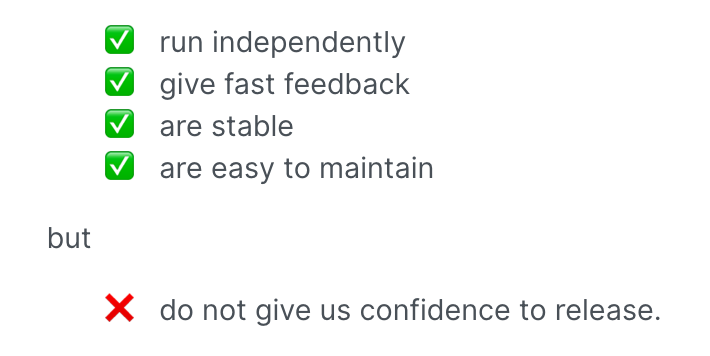 ✅ run independently
✅ give fast feedback
✅ are stable
✅ are easy to maintain
but
❌ do not give us confidence to release.